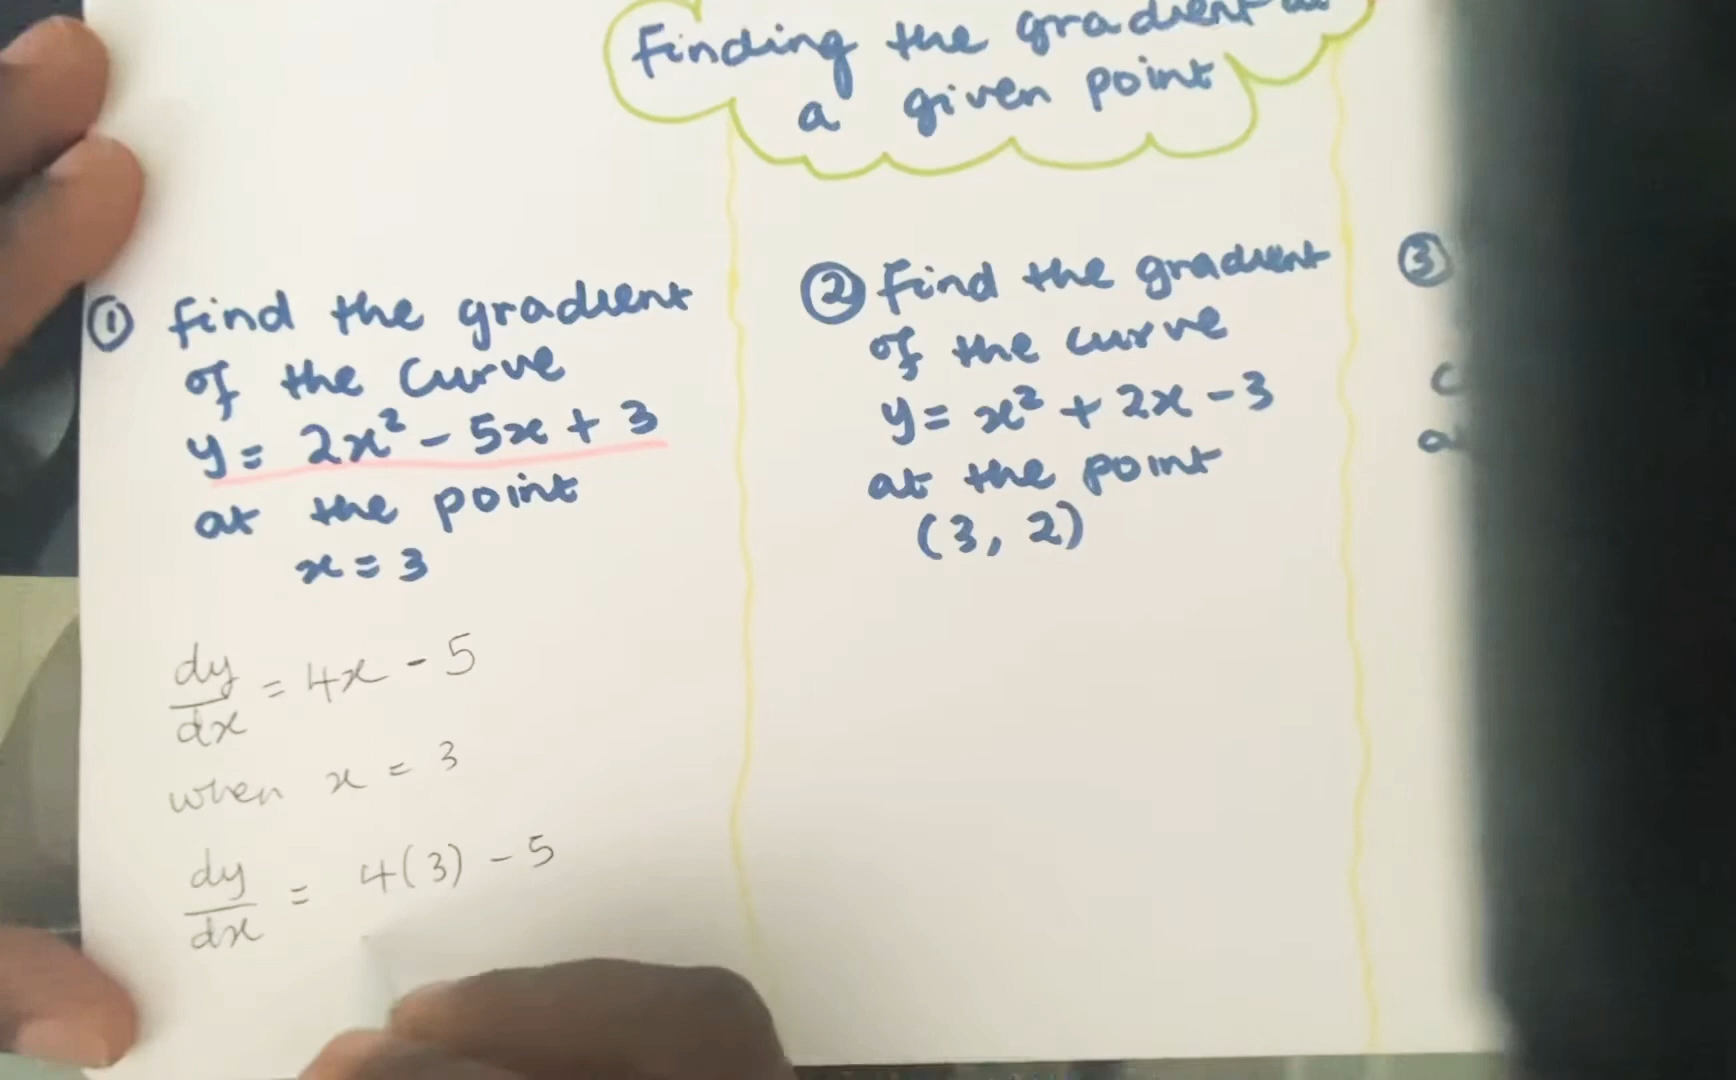 Finding the gradient at
a given point
① find the gradient
of the curve
y = 2x² - 5x + 3
at the point
x = 3
dy/dx = 4x - 5
when x = 3
dy/dx = 4(3) - 5
② find the gradient
of the curve
y = x² + 2x - 3
at the point
(3, 2)
③